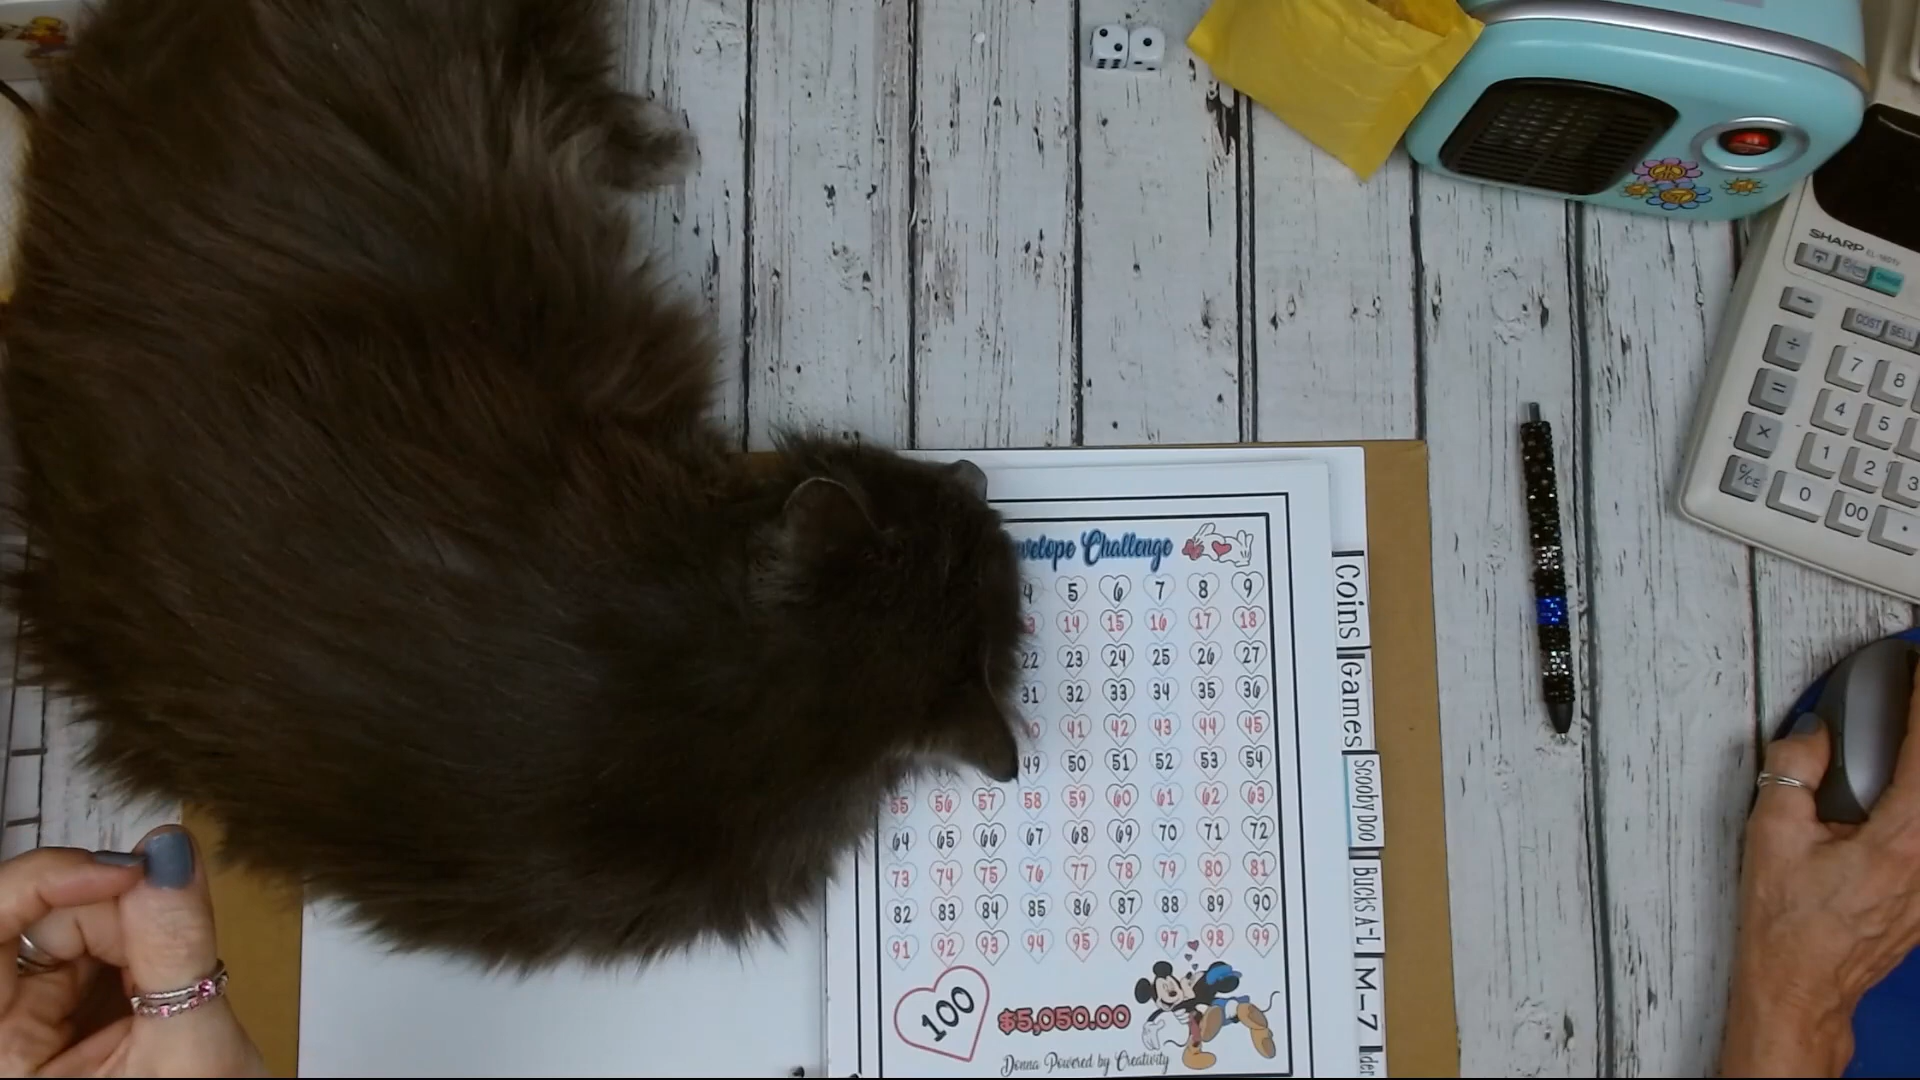 SHARP
COST SELL
7 8
4 5
1 2 3
0 00 .
÷
=
×
C/CE
Challenge
5 6 7 8 9
14 15 16 17 18
22 23 24 25 26 27
31 32 33 34 35 36
41 42 43 44 45
49 50 51 52 53 54
55 56 57 58 59 60 61 62 63
64 65 66 67 68 69 70 71 72
73 74 75 76 77 78 79 80 81
82 83 84 85 86 87 88 89 90
91 92 93 94 95 96 97 98 99
100
$5,050.00
Donna Powered by Creativity
Coins
Games
Scooby Doo
Bucks A-L